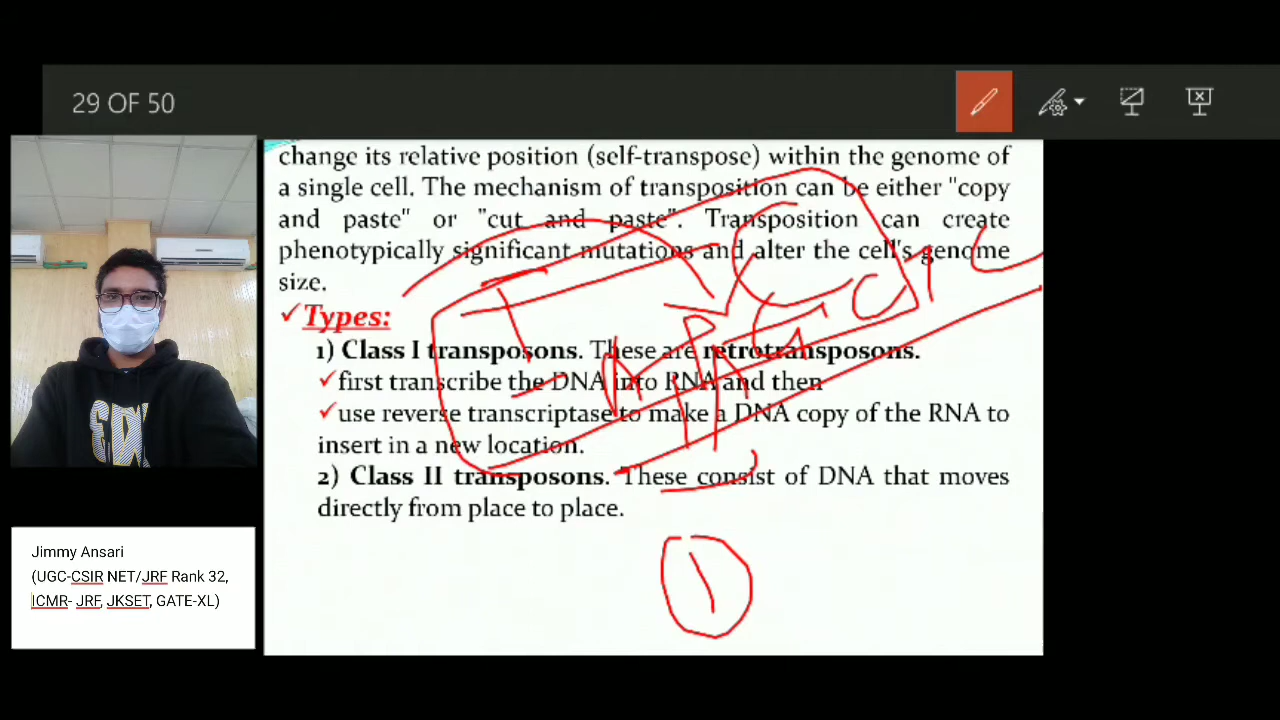 29 OF 50
change its relative position (self-transpose) within the genome of
a single cell. The mechanism of transposition can be either "copy
and paste" or "cut and paste". Transposition can create
phenotypically significant mutations and alter the cell's genome
size.
✓Types:
1) Class I transposons. These are retrotransposons.
✓first transcribe the DNA into RNA and then
✓use reverse transcriptase to make a DNA copy of the RNA to
insert in a new location.
2) Class II transposons. These consist of DNA that moves
directly from place to place.
Jimmy Ansari
(UGC-CSIR NET/JRF Rank 32,
ICMR- JRF, JKSET, GATE-XL)